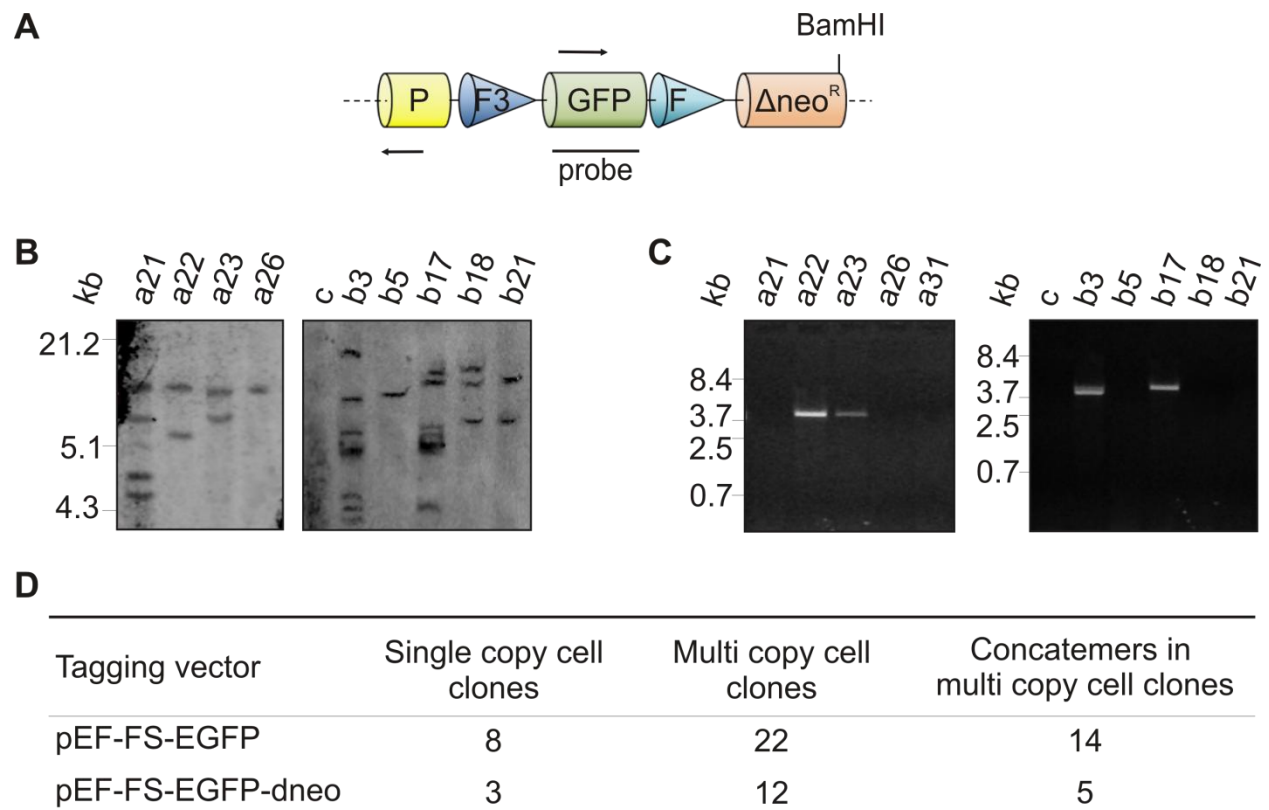 A
BamHI
P F3 GFP F Δneoᴿ
probe
B
kb a21 a22 a23 a26 c b3 b5 b17 b18 b21
21.2
5.1
4.3
C
kb a21 a22 a23 a26 a31 kb c b3 b5 b17 b18 b21
8.4 8.4
3.7 3.7
2.5 2.5
0.7 0.7
D
Tagging vector Single copy cell clones Multi copy cell clones Concatemers in multi copy cell clones
pEF-FS-EGFP 8 22 14
pEF-FS-EGFP-dneo 3 12 5